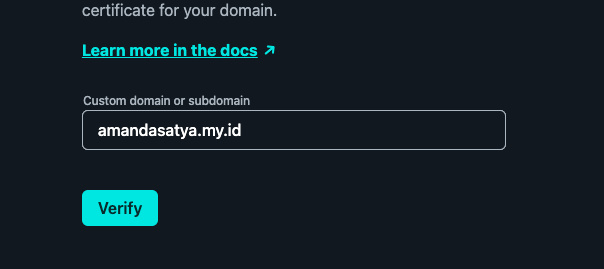 certificate for your domain.
Learn more in the docs ↗
Custom domain or subdomain
amandasatya.my.id
Verify